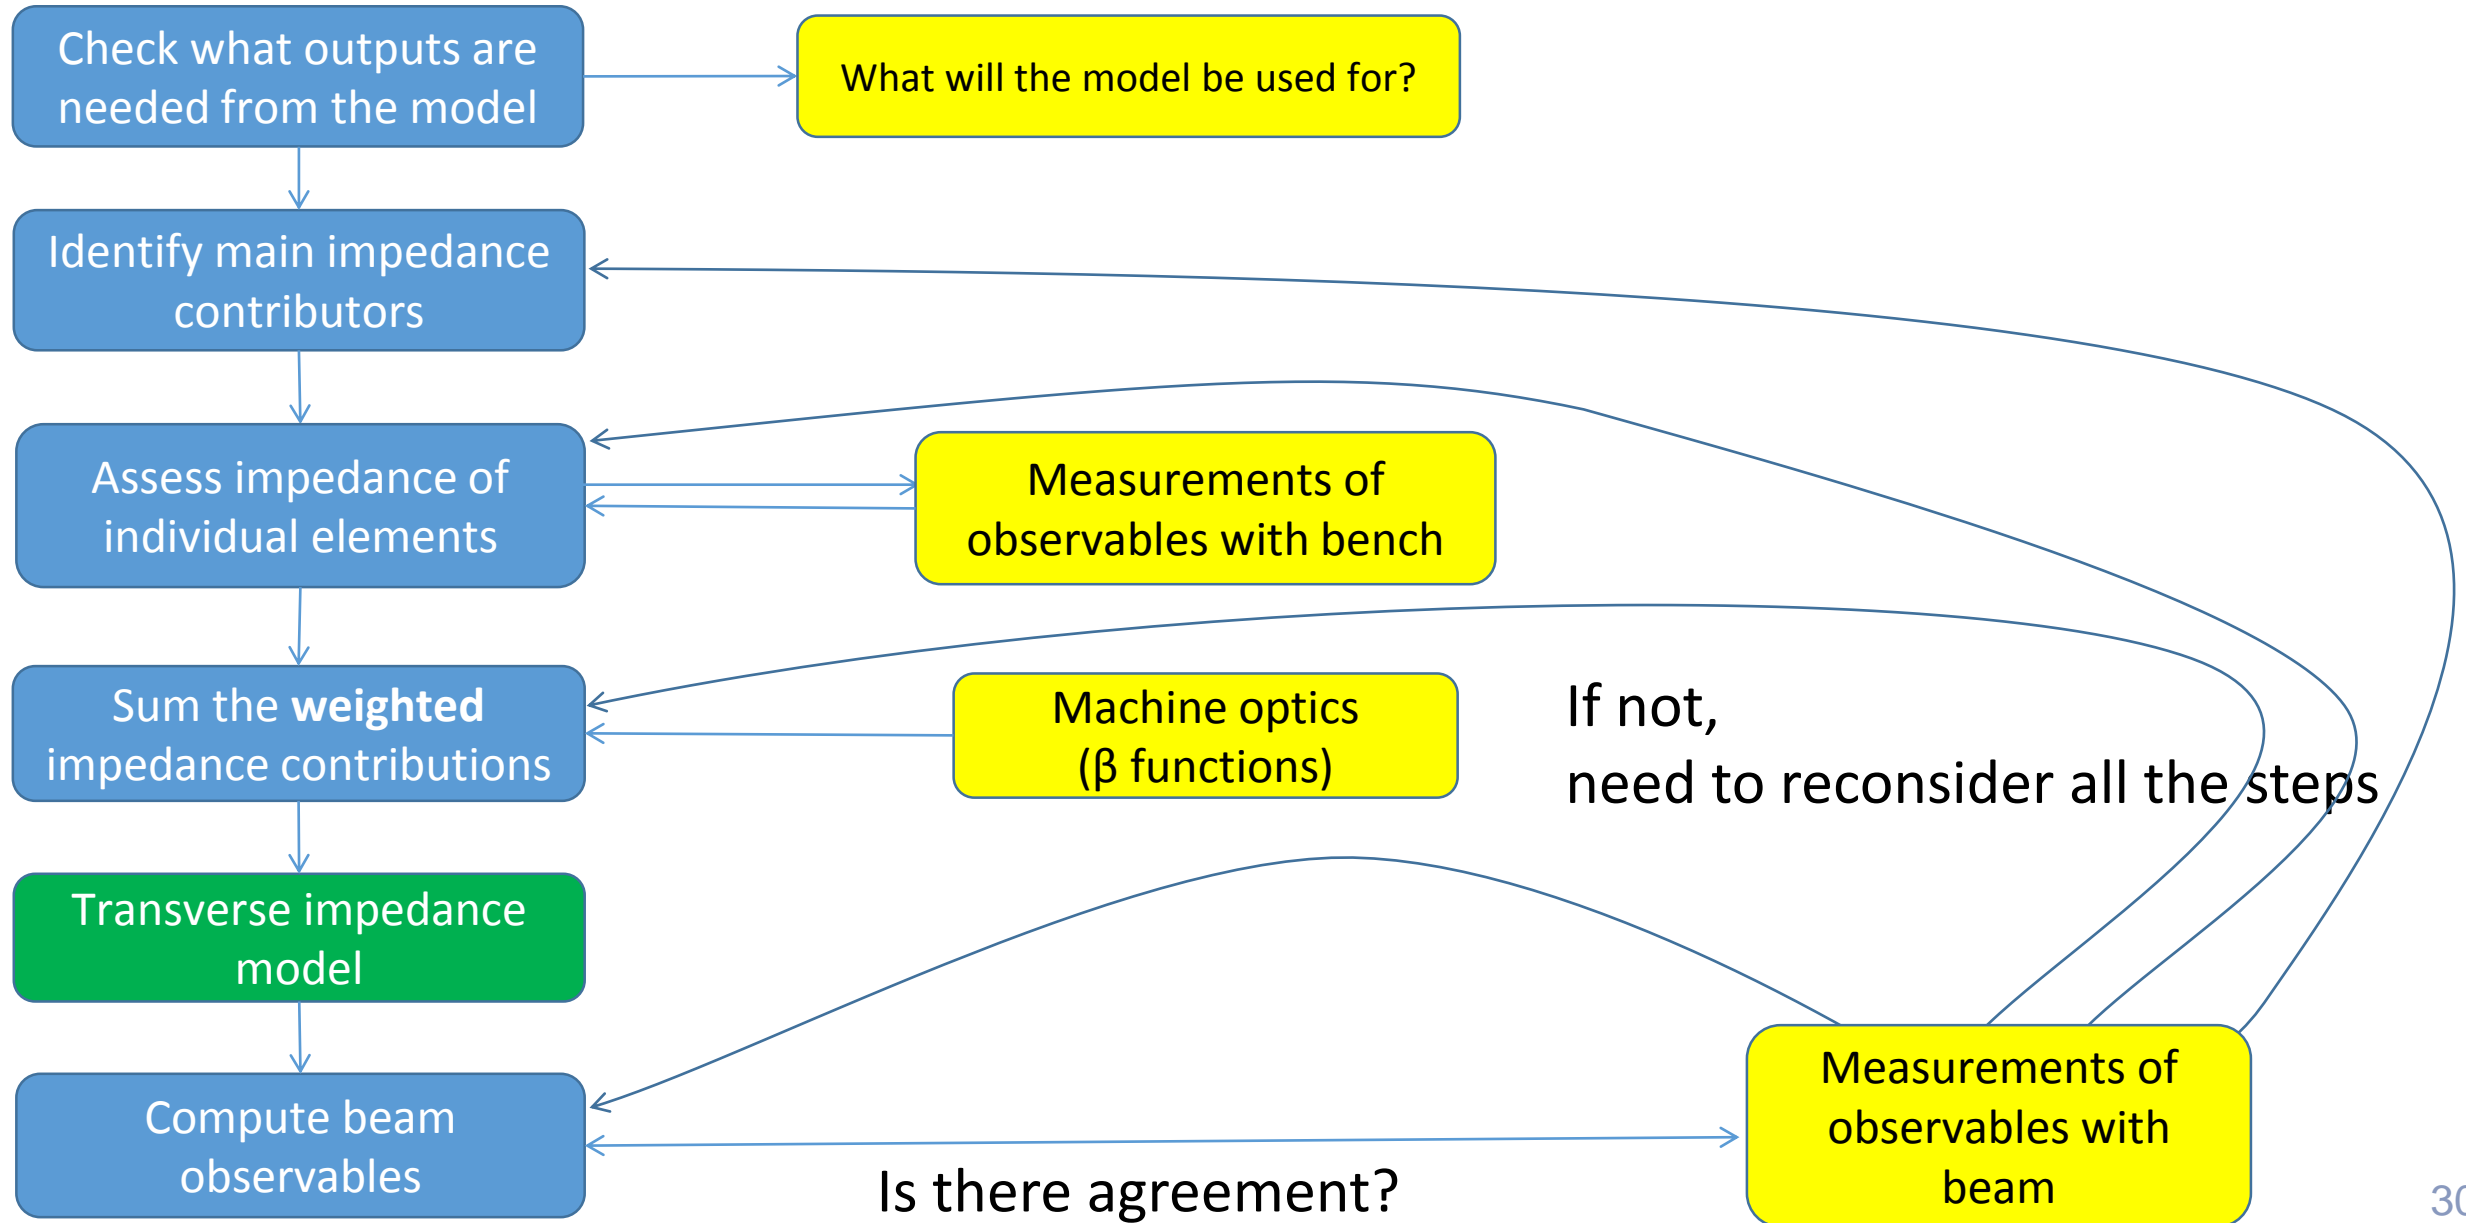 Check what outputs are
needed from the model
What will the model be used for?
Identify main impedance
contributors
Assess impedance of
individual elements
Measurements of
observables with bench
Sum the weighted
impedance contributions
Machine optics
(β functions)
If not,
need to reconsider all the steps
Transverse impedance
model
Compute beam
observables
Is there agreement?
Measurements of
observables with
beam
30